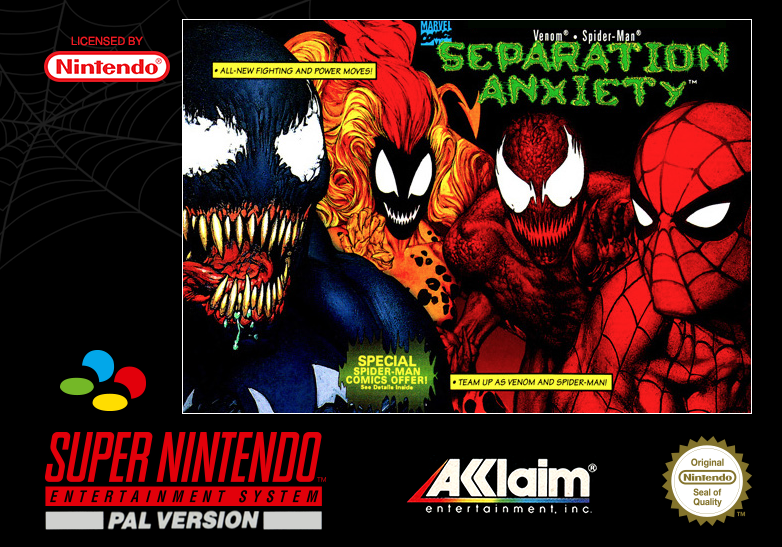 LICENSED BY
Nintendo®
MARVEL
COMICS
Venom® • Spider-Man®
SEPARATION
ANXIETY™
• ALL-NEW FIGHTING AND POWER MOVES!
SPECIAL
SPIDER-MAN
COMICS OFFER!
See Details Inside
• TEAM UP AS VENOM AND SPIDER-MAN!
SUPER NINTENDO™
ENTERTAINMENT SYSTEM
PAL VERSION
AKKlaim®
entertainment, inc.
Original
Nintendo
Seal of
Quality
TM